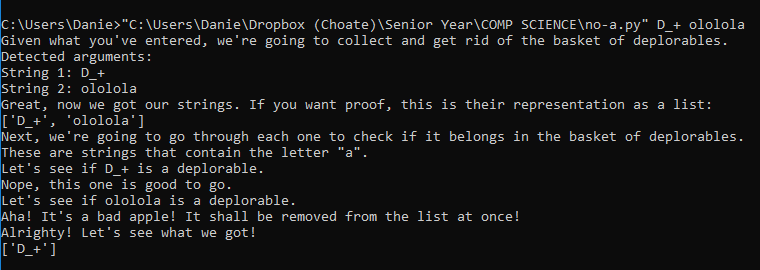 C:\Users\Danie>"C:\Users\Danie\Dropbox (Choate)\Senior Year\COMP SCIENCE\no-a.py" D_+ ololola
Given what you've entered, we're going to collect and get rid of the basket of deplorables.
Detected arguments:
String 1: D_+
String 2: ololola
Great, now we got our strings. If you want proof, this is their representation as a list:
['D_+', 'ololola']
Next, we're going to go through each one to check if it belongs in the basket of deplorables.
These are strings that contain the letter "a".
Let's see if D_+ is a deplorable.
Nope, this one is good to go.
Let's see if ololola is a deplorable.
Aha! It's a bad apple! It shall be removed from the list at once!
Alrighty! Let's see what we got!
['D_+']